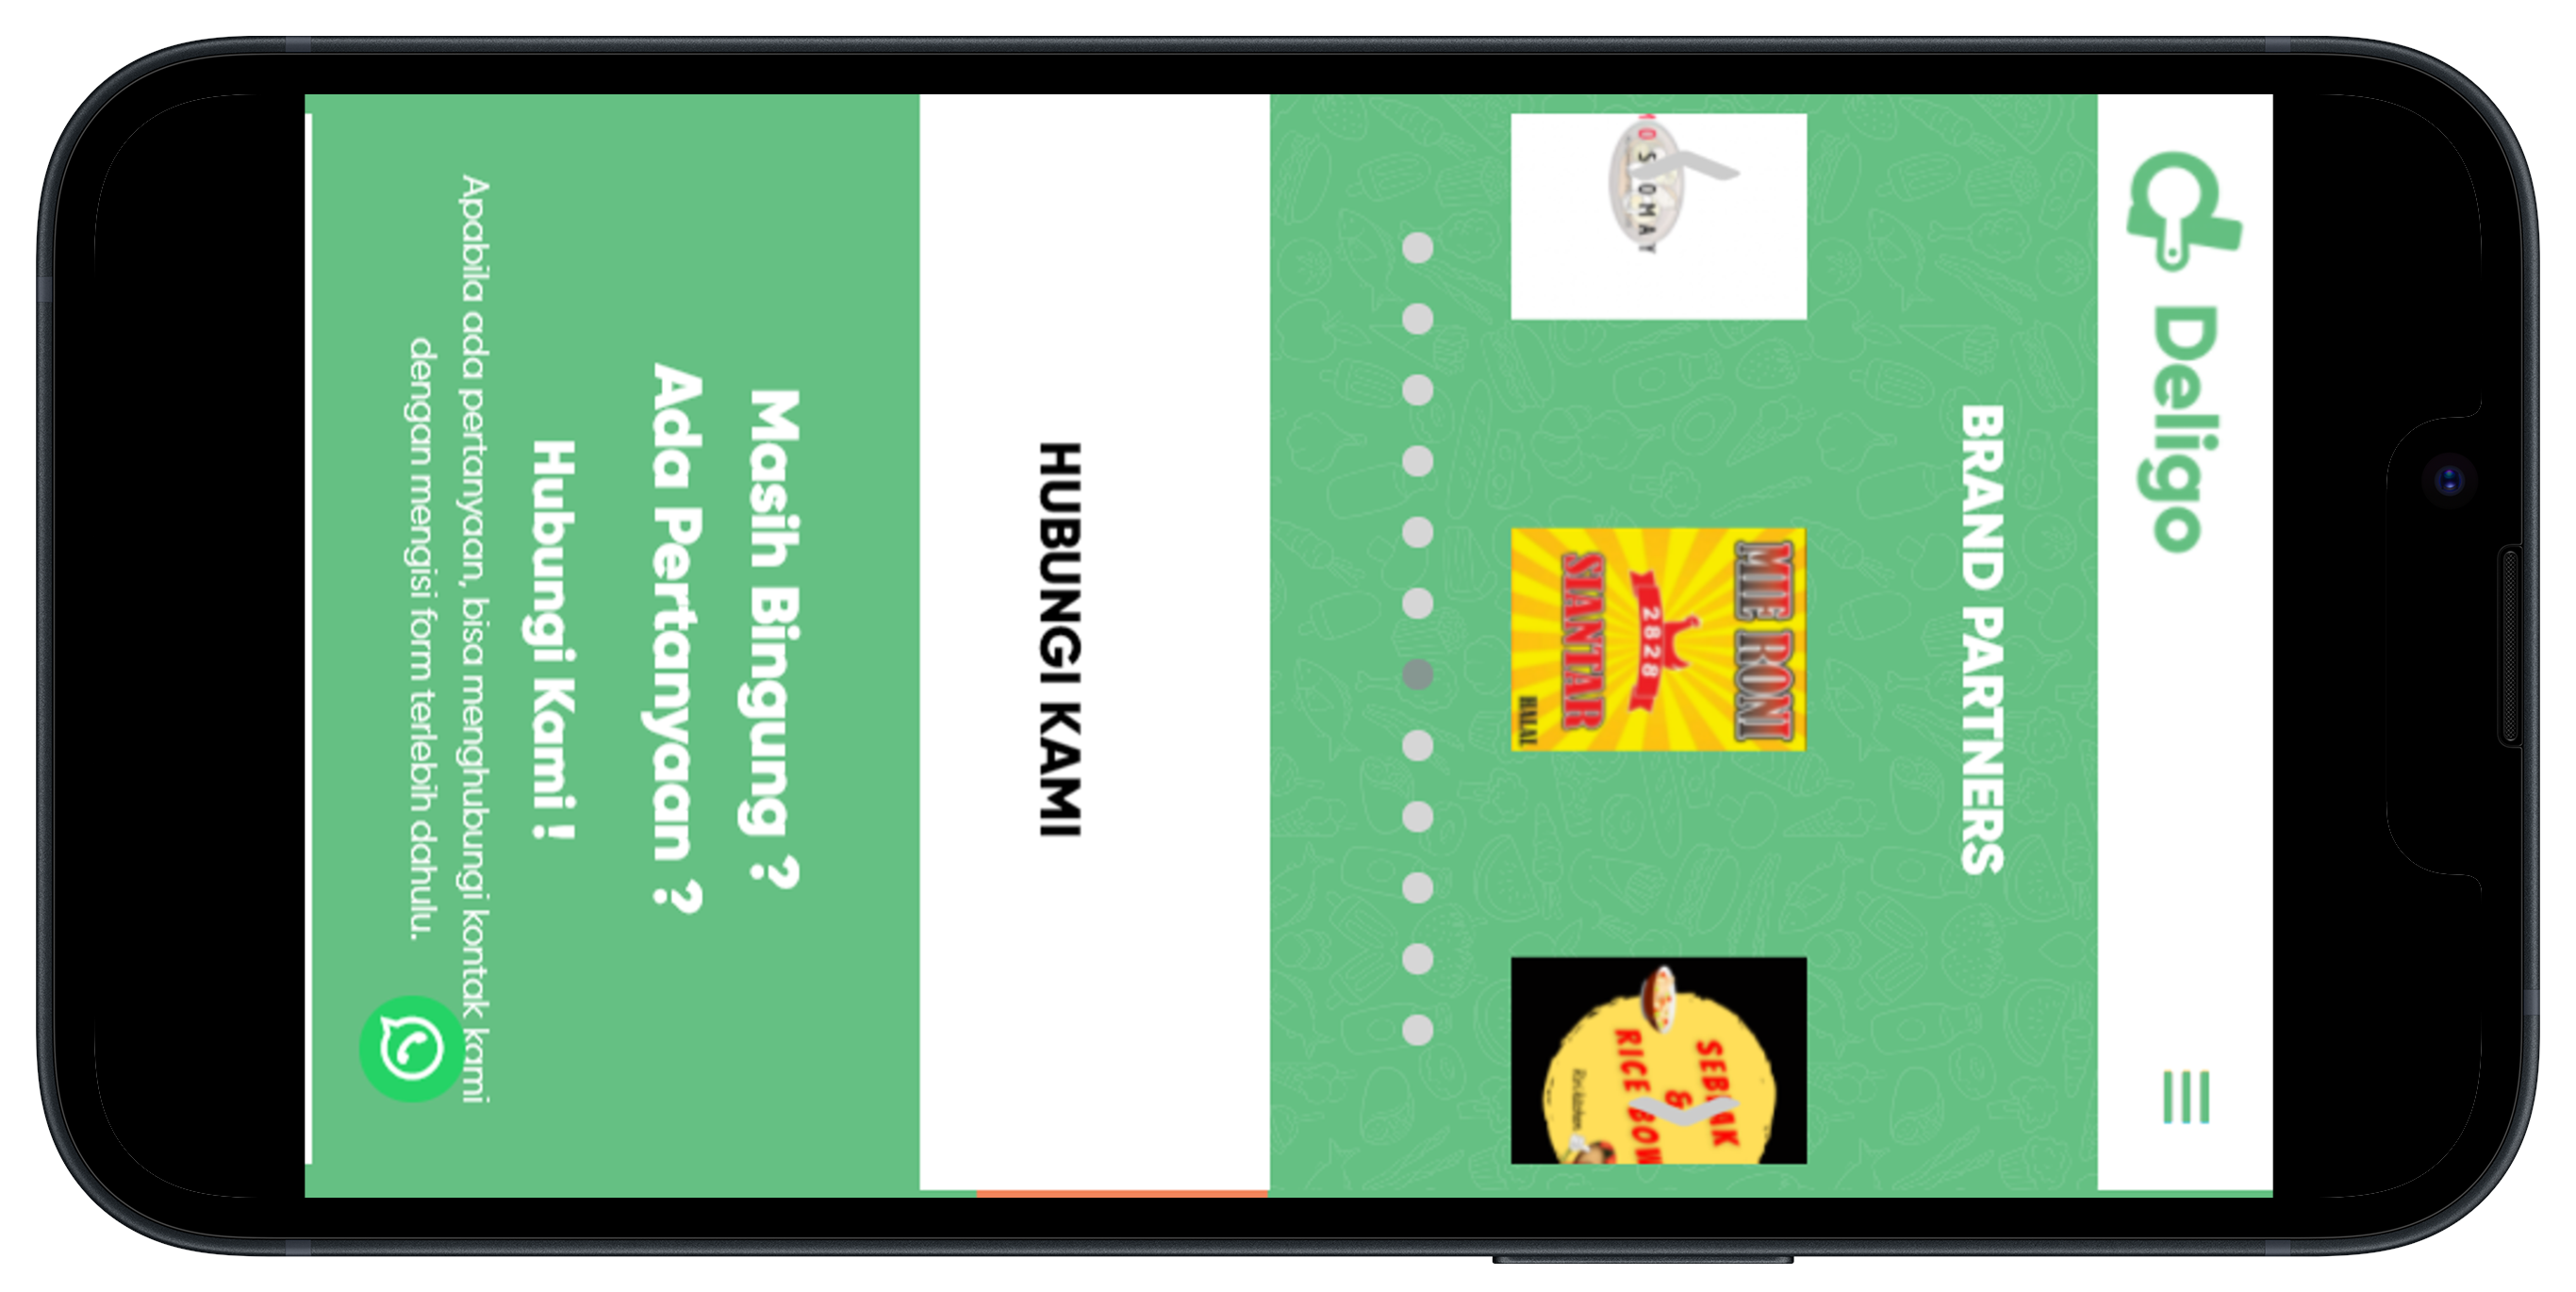 Deligo
BRAND PARTNERS
SOMAY
MIE RONI
2828
SIANTAR
HALAL
SEBLAK
&
RICE BOWL
HUBUNGI KAMI
Masih Bingung ?
Ada Pertanyaan ?
Hubungi Kami !
Apabila ada pertanyaan, bisa menghubungi kontak kami
dengan mengisi form terlebih dahulu.